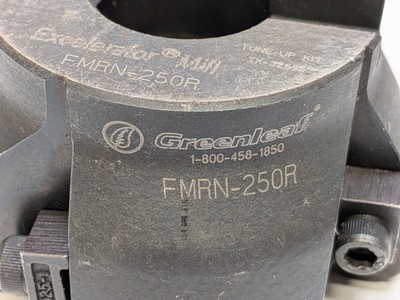 Excelerator® Mill
FMRN-250R
TUNE-UP KIT
Greenleaf®
1-800-458-1850
FMRN-250R